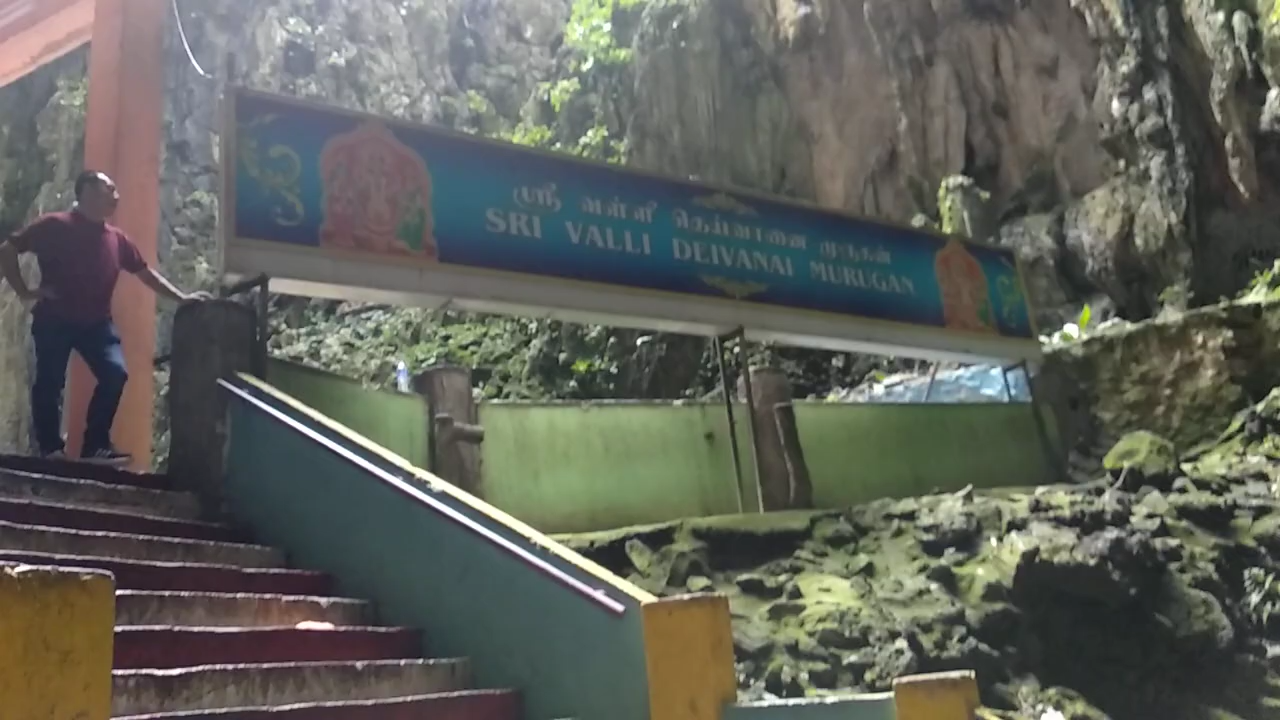 ஸ்ரீ வள்ளி தெய்வானை முருகன்
SRI VALLI DEIVANAI MURUGAN